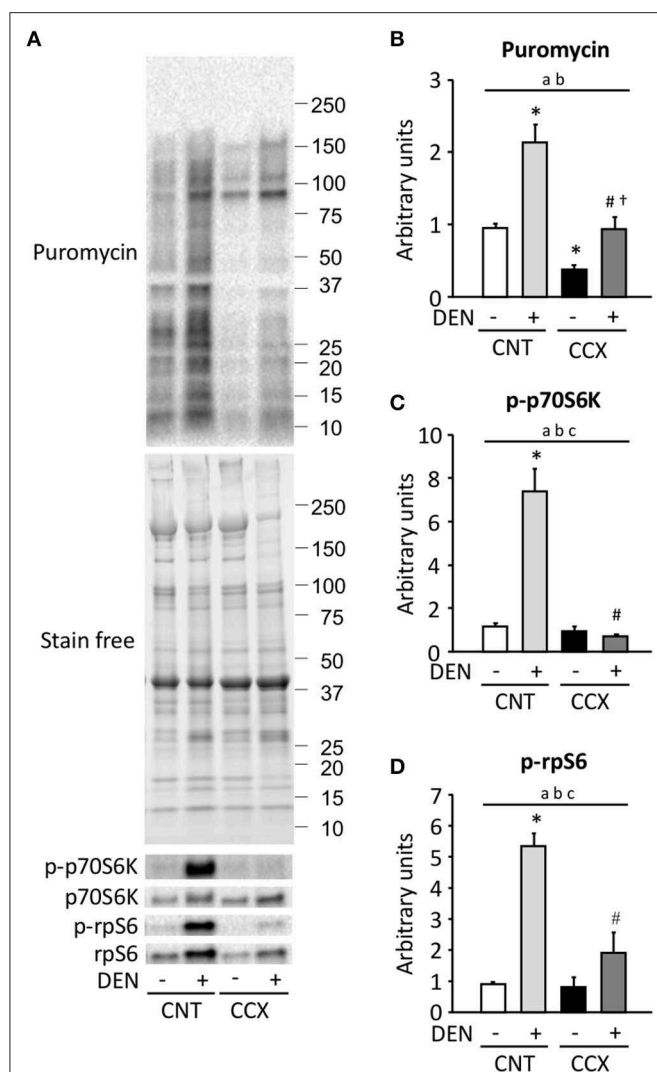 A
250
150
100
75
50
37
25
20
15
10
Puromycin
250
150
100
75
50
37
25
20
15
10
Stain free
p-p70S6K
p70S6K
p-rpS6
rpS6
DEN - + - +
CNT CCX
B
Puromycin
a b
Arbitrary units
3
2
1
0
*
*
# †
DEN - + - +
CNT CCX
C
p-p70S6K
a b c
Arbitrary units
10
8
6
4
2
0
*
#
DEN - + - +
CNT CCX
D
p-rpS6
a b c
Arbitrary units
7
6
5
4
3
2
1
0
*
#
DEN - + - +
CNT CCX